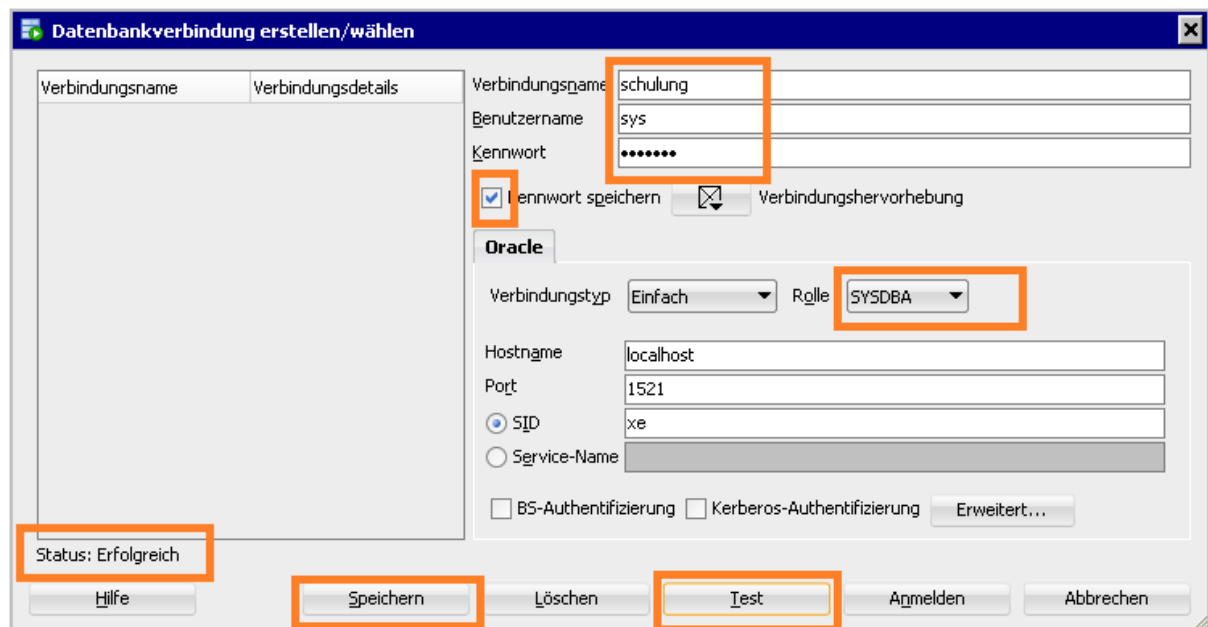 Datenbankverbindung erstellen/wählen
Verbindungsname Verbindungsdetails
Verbindungsname schulung
Benutzername sys
Kennwort •••••••
Kennwort speichern Verbindungshervorhebung
Oracle
Verbindungstyp Einfach Rolle SYSDBA
Hostname localhost
Port 1521
SID xe
Service-Name
BS-Authentifizierung Kerberos-Authentifizierung Erweitert...
Status: Erfolgreich
Hilfe Speichern Löschen Test Anmelden Abbrechen